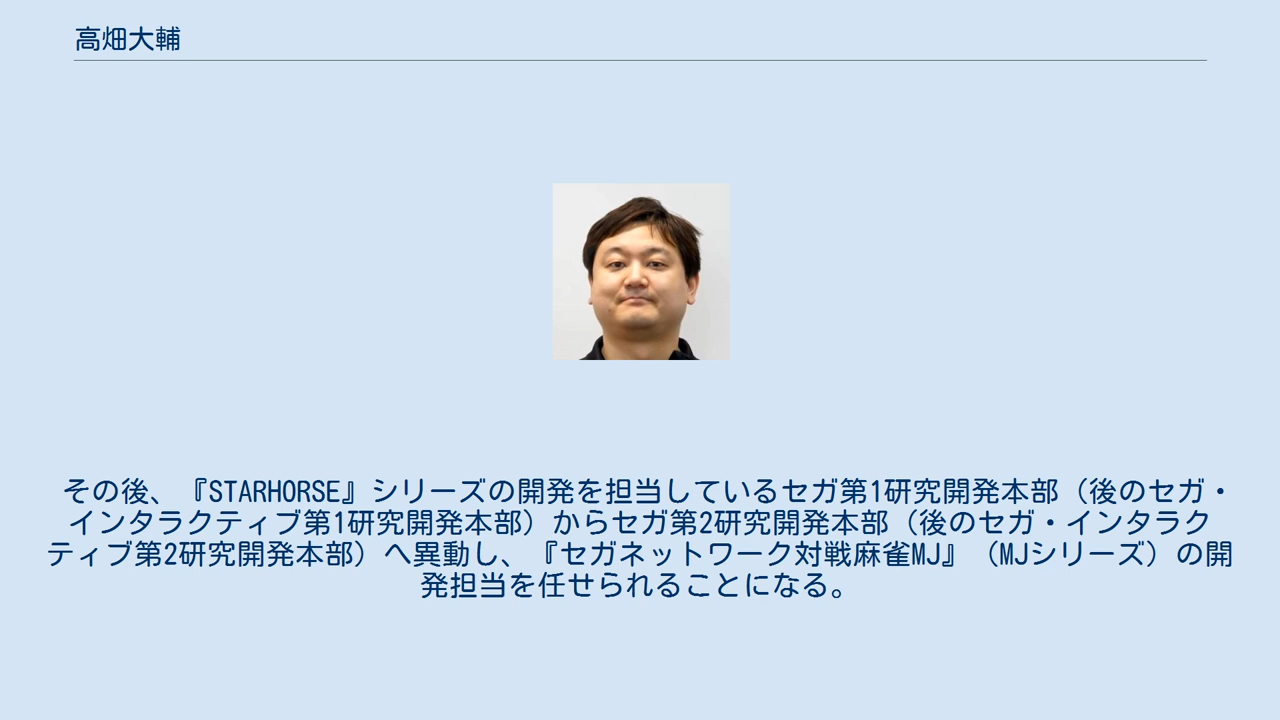 高畑大輔
その後、『STARHORSE』シリーズの開発を担当しているセガ第1研究開発本部（後のセガ・
インタラクティブ第1研究開発本部）からセガ第2研究開発本部（後のセガ・インタラク
ティブ第2研究開発本部）へ異動し、『セガネットワーク対戦麻雀MJ』（MJシリーズ）の開
発担当を任せられることになる。